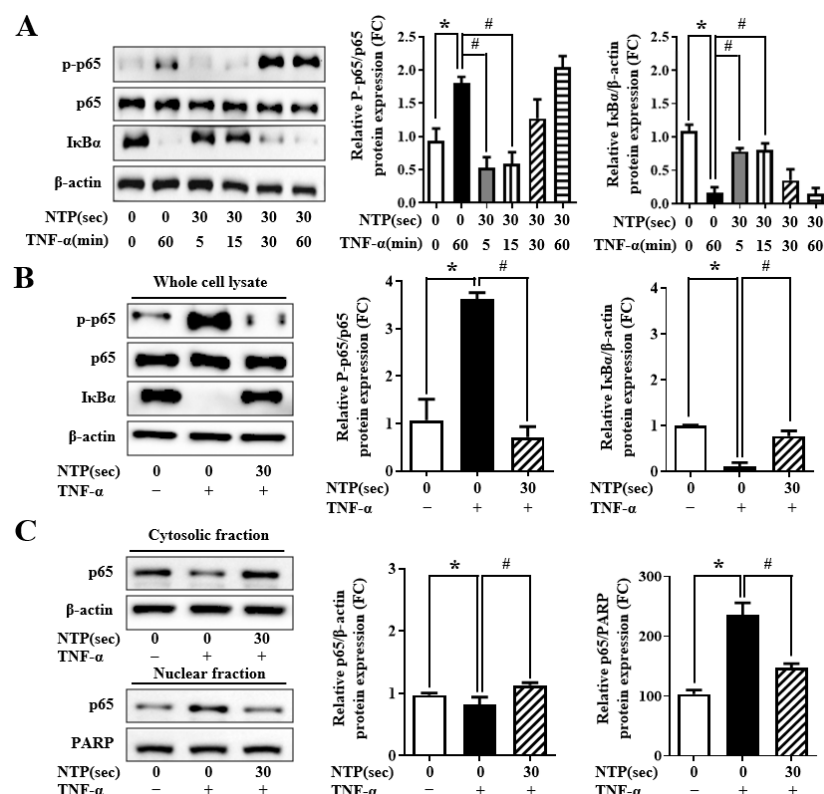 A
p-p65
p65
IκBα
β-actin
NTP(sec) 0 0 30 30 30 30
TNF-α(min) 0 60 5 15 30 60
Relative P-p65/p65
protein expression (FC)
2.5
2.0
1.5
1.0
0.5
0.0
* # #
NTP(sec) 0 0 30 30 30 30
TNF-α(min) 0 60 5 15 30 60
Relative IκBα/β-actin
protein expression (FC)
2.5
2.0
1.5
1.0
0.5
0.0
* # #
NTP(sec) 0 0 30 30 30 30
TNF-α(min) 0 60 5 15 30 60
B
Whole cell lysate
p-p65
p65
IκBα
β-actin
NTP(sec) 0 0 30
TNF-α – + +
Relative P-p65/p65
protein expression (FC)
4
3
2
1
0
* #
NTP(sec) 0 0 30
TNF-α – + +
Relative IκBα/β-actin
protein expression (FC)
4
3
2
1
0
* #
NTP(sec) 0 0 30
TNF-α – + +
C
Cytosolic fraction
p65
β-actin
NTP(sec) 0 0 30
TNF-α – + +
Nuclear fraction
p65
PARP
NTP(sec) 0 0 30
TNF-α – + +
Relative p65/β-actin
protein expression (FC)
3
2
1
0
* #
NTP(sec) 0 0 30
TNF-α – + +
Relative p65/PARP
protein expression (FC)
300
200
150
100
0
* #
NTP(sec) 0 0 30
TNF-α – + +